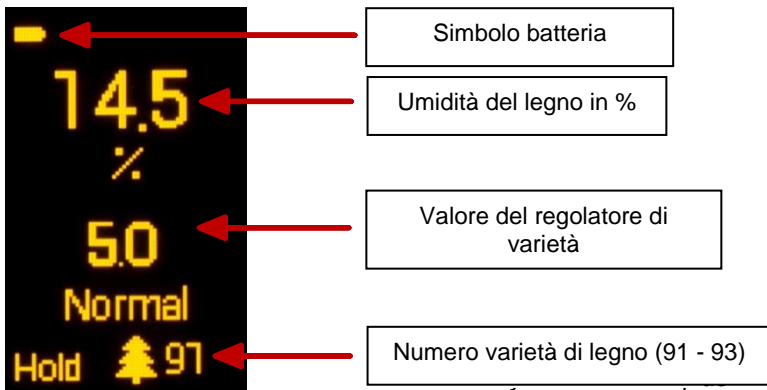 Simbolo batteria
14.5
Umidità del legno in %
%
Valore del regolatore di
varietà
5.0
Normal
Hold 91
Numero varietà di legno (91 - 93)